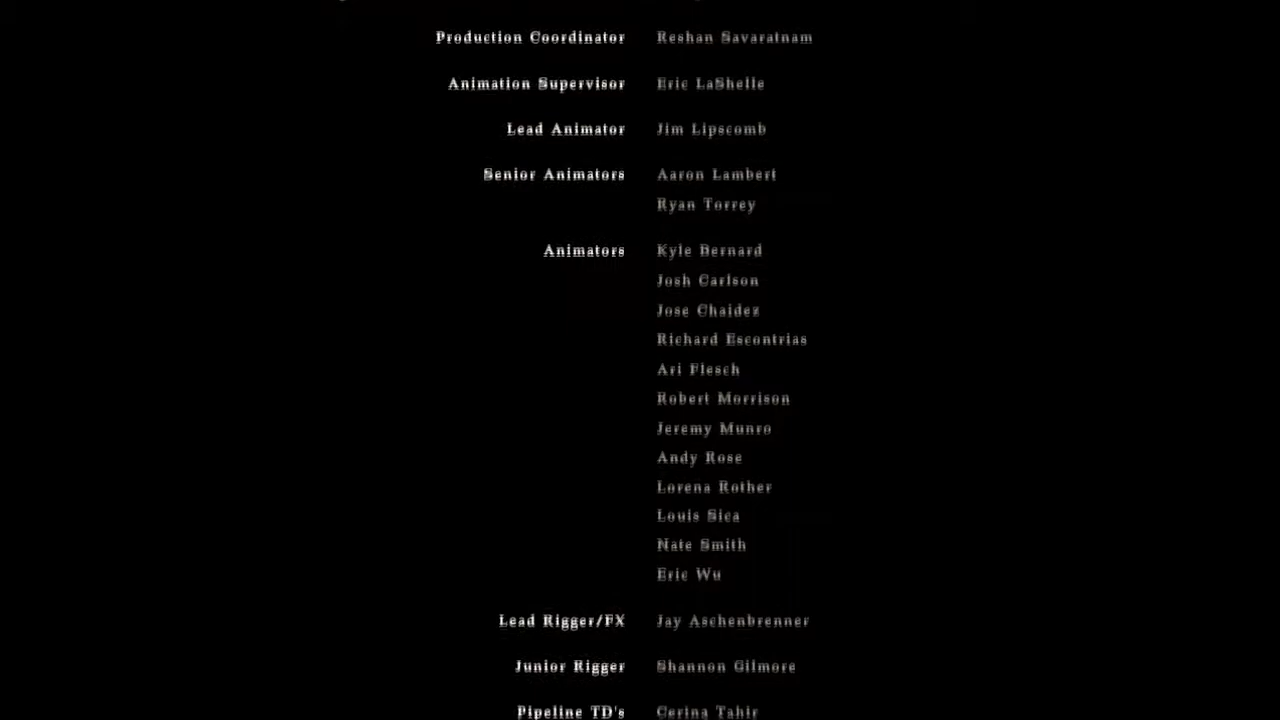 Production Coordinator Reshan Savaratnam
Animation Supervisor Eric LaShelle
Lead Animator Jim Lipscomb
Senior Animators Aaron Lambert
Ryan Torrey
Animators Kyle Bernard
Josh Carlson
Jose Chaidez
Richard Escontrias
Ari Flesch
Robert Morrison
Jeremy Munro
Andy Rose
Lorena Rother
Louis Sica
Nate Smith
Eric Wu
Lead Rigger/FX Jay Aschenbrenner
Junior Rigger Shannon Gilmore
Pipeline TD's Cerina Tahir